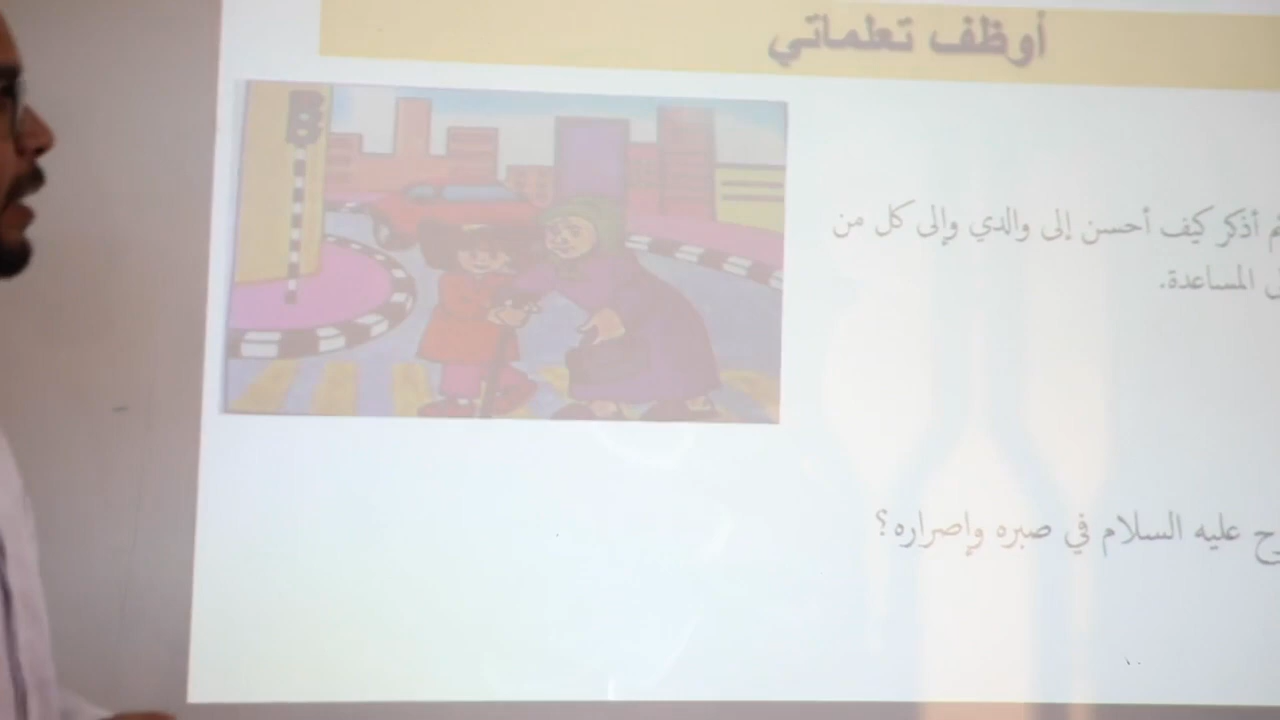 أوظف تعلماتي
أذكر كيف أحسن إلى والدي وإلى كل من
المساعدة.
عليه السلام في صبره وإصراره؟